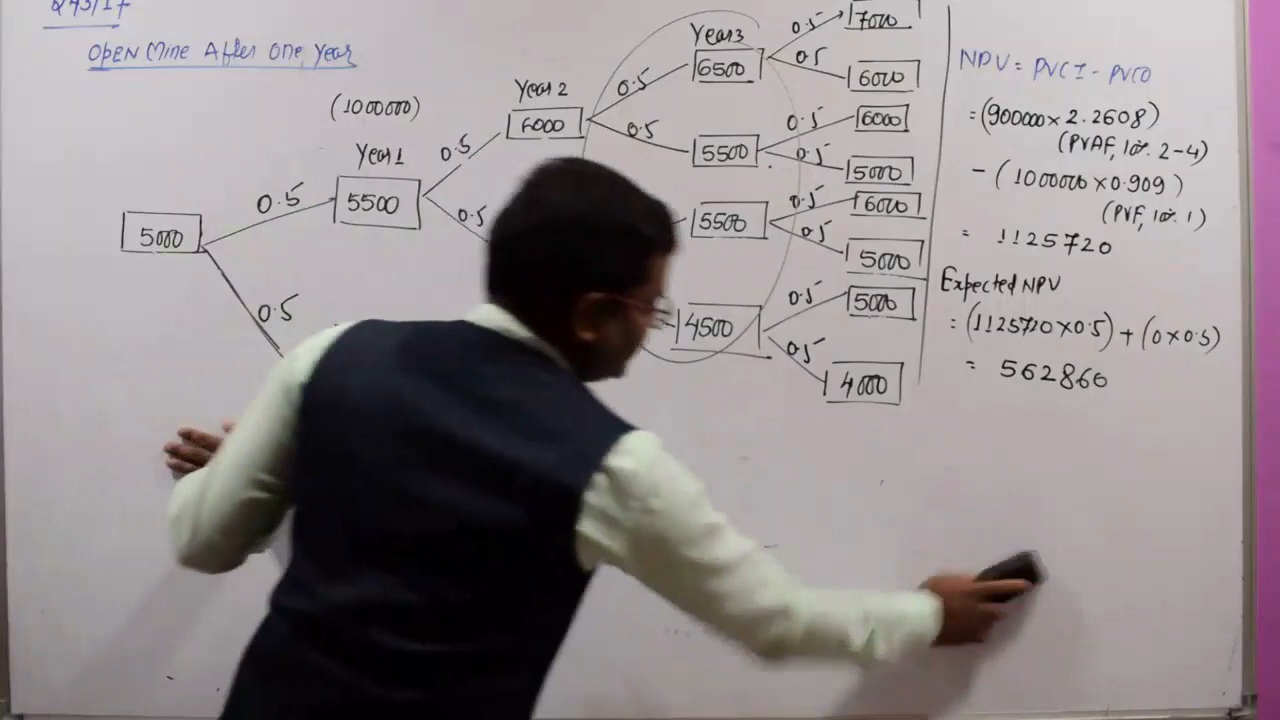 OPEN Mine After One Year
(1000000)
Year 1
Year 2
Year 3
5000
0.5
0.5
5500
0.5
0.5
6000
0.5
0.5
6500
5500
5500
4500
0.5
0.5
0.5
0.5
0.5
0.5
0.5
0.5
7000
6000
6000
5000
6000
5000
5000
4000
NPV = PVCI - PVCO
= (900000 x 2.2608)
(PVAF, 10%. 2-4)
- (1000000 x 0.909)
(PVF, 10%. 1)
= 1125720
Expected NPV
= (1125720 x 0.5) + (0 x 0.5)
= 562860